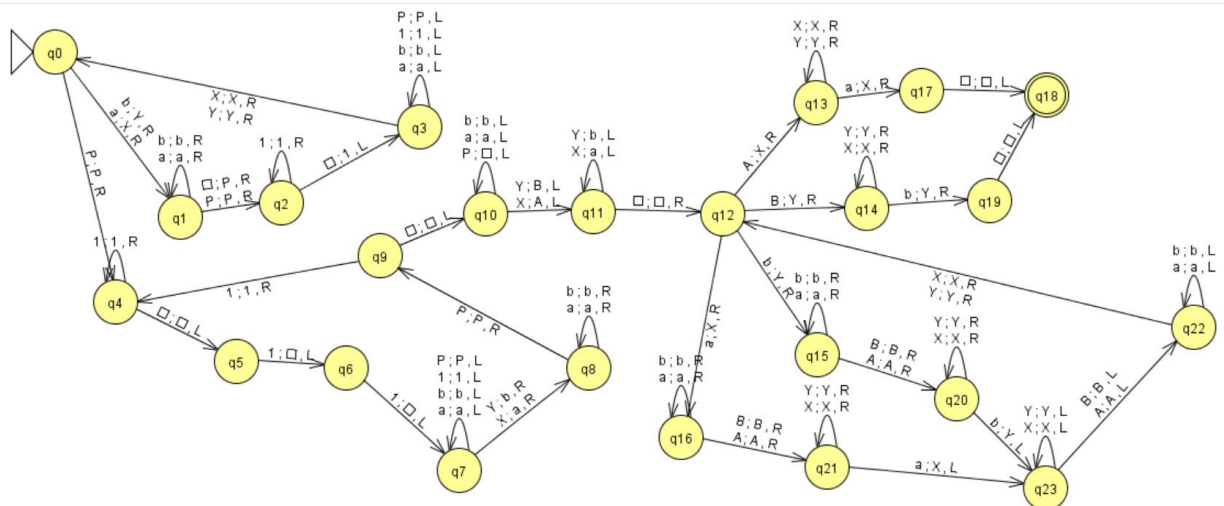 q0
b;Y,R
a;X,R
P;P,R
X;X,R
Y;Y,R
P;P,L
1;1,L
b;b,L
a;a,L
q3
b;b,R
a;a,R
q1
□;P,R
P;P,R
1;1,R
q2
□;1,L
1;1,R
q4
□;□,L
q5
1;□,L
q6
1;□,L
P;P,L
1;1,L
b;b,L
a;a,L
q7
Y;b,R
X;a,R
b;b,R
a;a,R
q8
P;P,R
q9
1;1,R
□;□,L
b;b,L
a;a,L
P;□,L
q10
Y;B,L
X;A,L
Y;b,L
X;a,L
q11
□;□,R
q12
A;X,R
X;X,R
Y;Y,R
q13
a;X,R
q17
□;□,L
q18
B;Y,R
Y;Y,R
X;X,R
q14
b;Y,R
q19
□;□,L
b;Y,R
b;b,R
a;a,R
q15
B;B,R
A;A,R
Y;Y,R
X;X,R
q20
b;Y,L
a;X,R
b;b,R
a;a,R
q16
B;B,R
A;A,R
Y;Y,R
X;X,R
q21
a;X,L
Y;Y,L
X;X,L
q23
B;B,L
A;A,L
b;b,L
a;a,L
q22
X;X,R
Y;Y,R